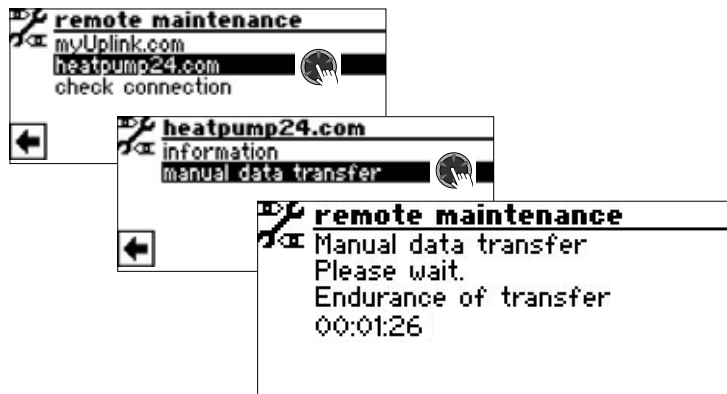 remote maintenance
myUplink.com
heatpump24.com
check connection
heatpump24.com
information
manual data transfer
remote maintenance
Manual data transfer
Please wait.
Endurance of transfer
00:01:26